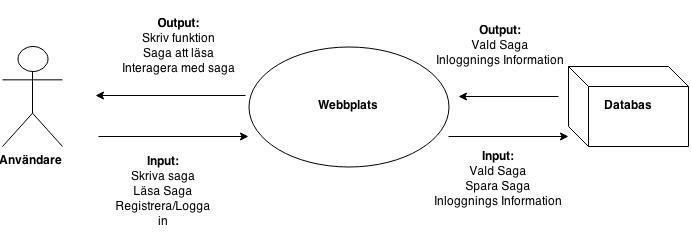 Output:
Skriv funktion
Saga att läsa
Interagera med saga
Output:
Vald Saga
Inloggnings Information
Webbplats
Databas
Användare
Input:
Skriva saga
Läsa Saga
Registrera/Logga
in
Input:
Vald Saga
Spara Saga
Inloggnings Information